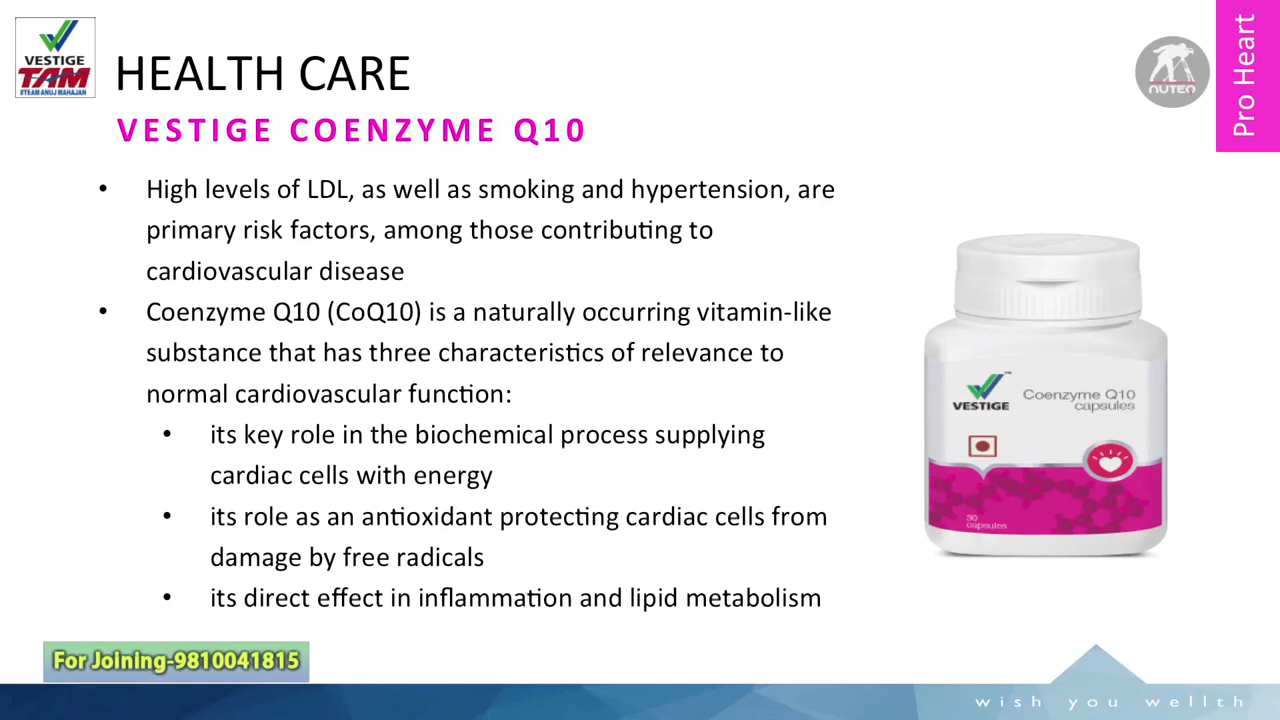 VESTIGE
TAM
#TEAM ANUJ MAHAJAN
HEALTH CARE
NUTEQ
Pro Heart
VESTIGE COENZYME Q10
• High levels of LDL, as well as smoking and hypertension, are
primary risk factors, among those contributing to
cardiovascular disease
• Coenzyme Q10 (CoQ10) is a naturally occurring vitamin-like
substance that has three characteristics of relevance to
normal cardiovascular function:
• its key role in the biochemical process supplying
cardiac cells with energy
• its role as an antioxidant protecting cardiac cells from
damage by free radicals
• its direct effect in inflammation and lipid metabolism
VESTIGE™
Coenzyme Q10
capsules
30
capsules
For Joining-9810041815
wish you wellth